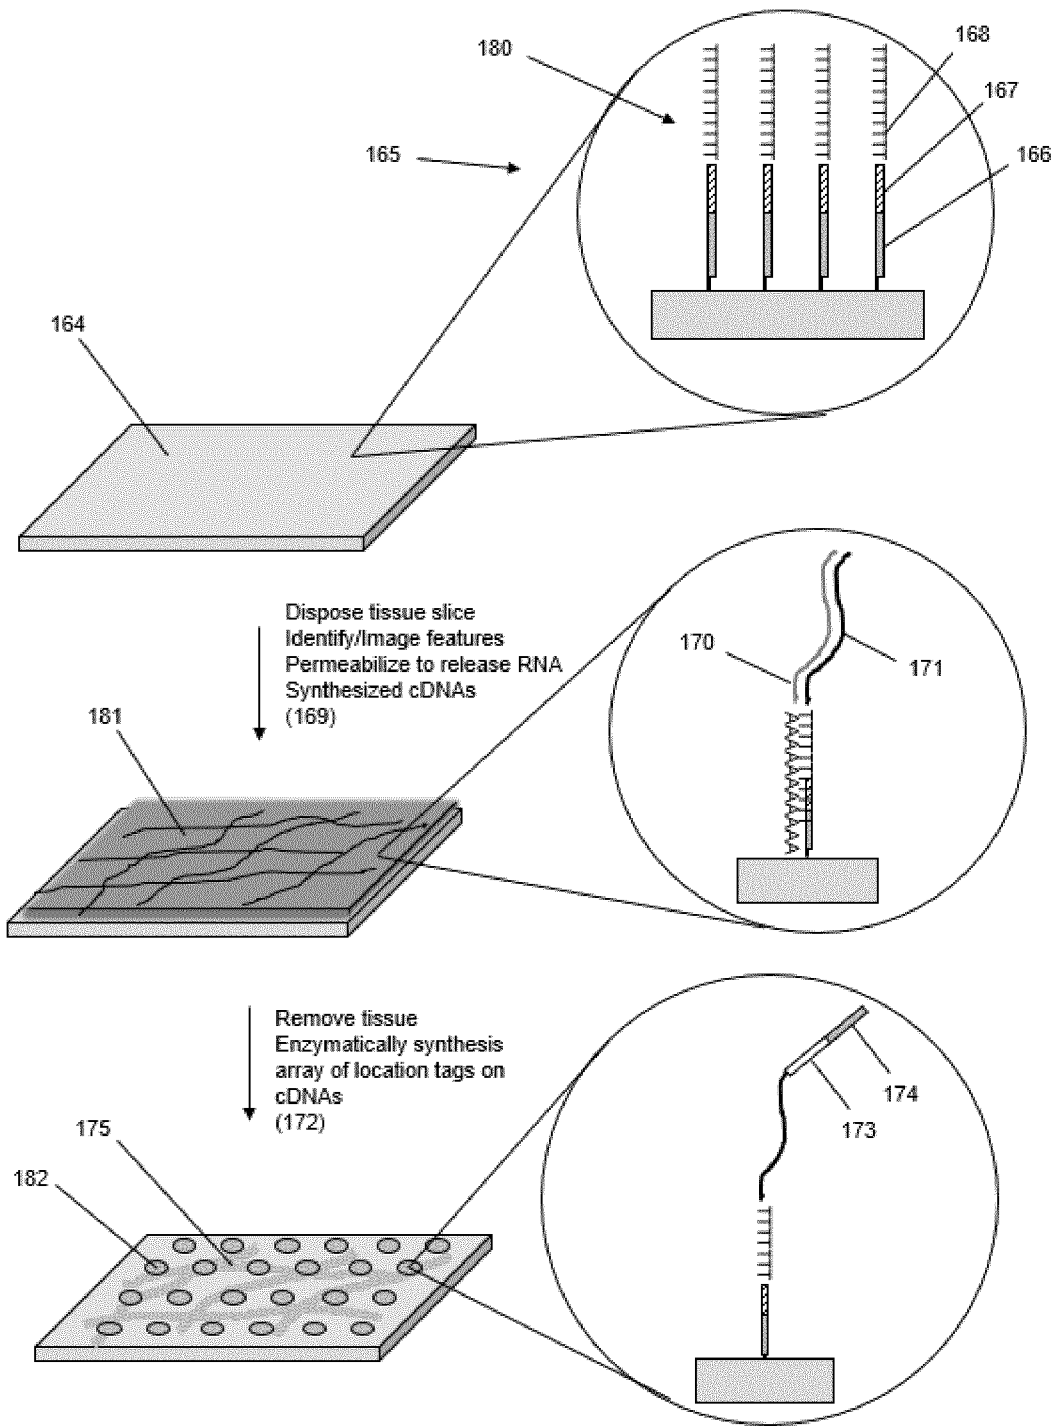 180
168
167
165
166
164
Dispose tissue slice
Identify/Image features
Permeabilize to release RNA
Synthesized cDNAs
(169)
170
171
181
AAAAAAAAAAA
Remove tissue
Enzymatically synthesis
array of location tags on
cDNAs
(172)
174
173
175
182